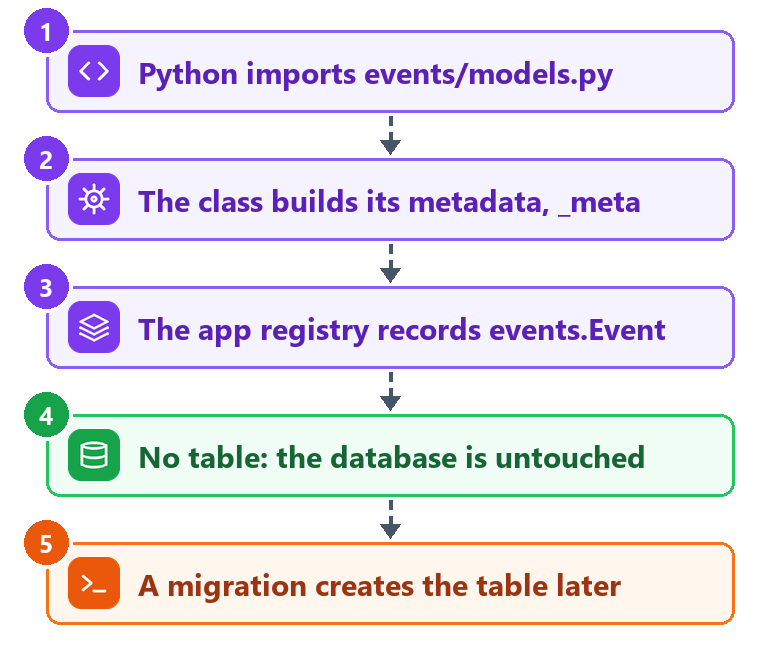 1
Python imports events/models.py
2
The class builds its metadata, _meta
3
The app registry records events.Event
4
No table: the database is untouched
5
A migration creates the table later